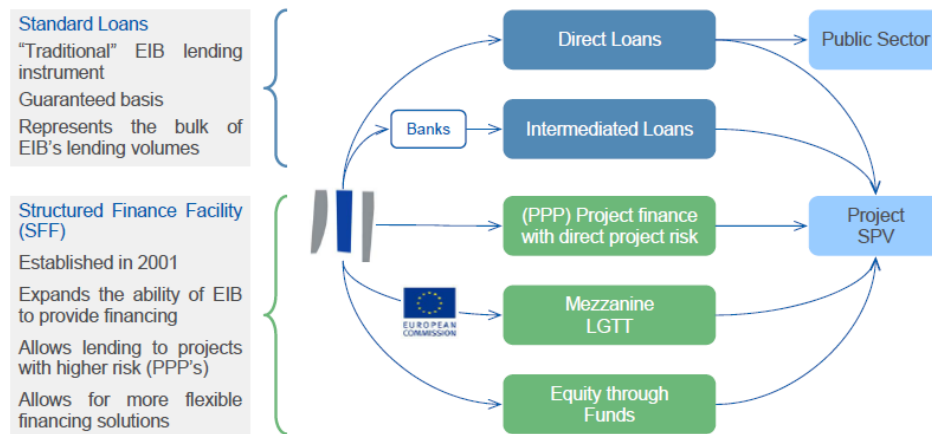 Standard Loans
“Traditional” EIB lending
instrument
Guaranteed basis
Represents the bulk of
EIB’s lending volumes
Structured Finance Facility
(SFF)
Established in 2001
Expands the ability of EIB
to provide financing
Allows lending to projects
with higher risk (PPP’s)
Allows for more flexible
financing solutions
Banks
EUROPEAN
COMMISSION
Direct Loans
Intermediated Loans
(PPP) Project finance
with direct project risk
Mezzanine
LGTT
Equity through
Funds
Public Sector
Project
SPV